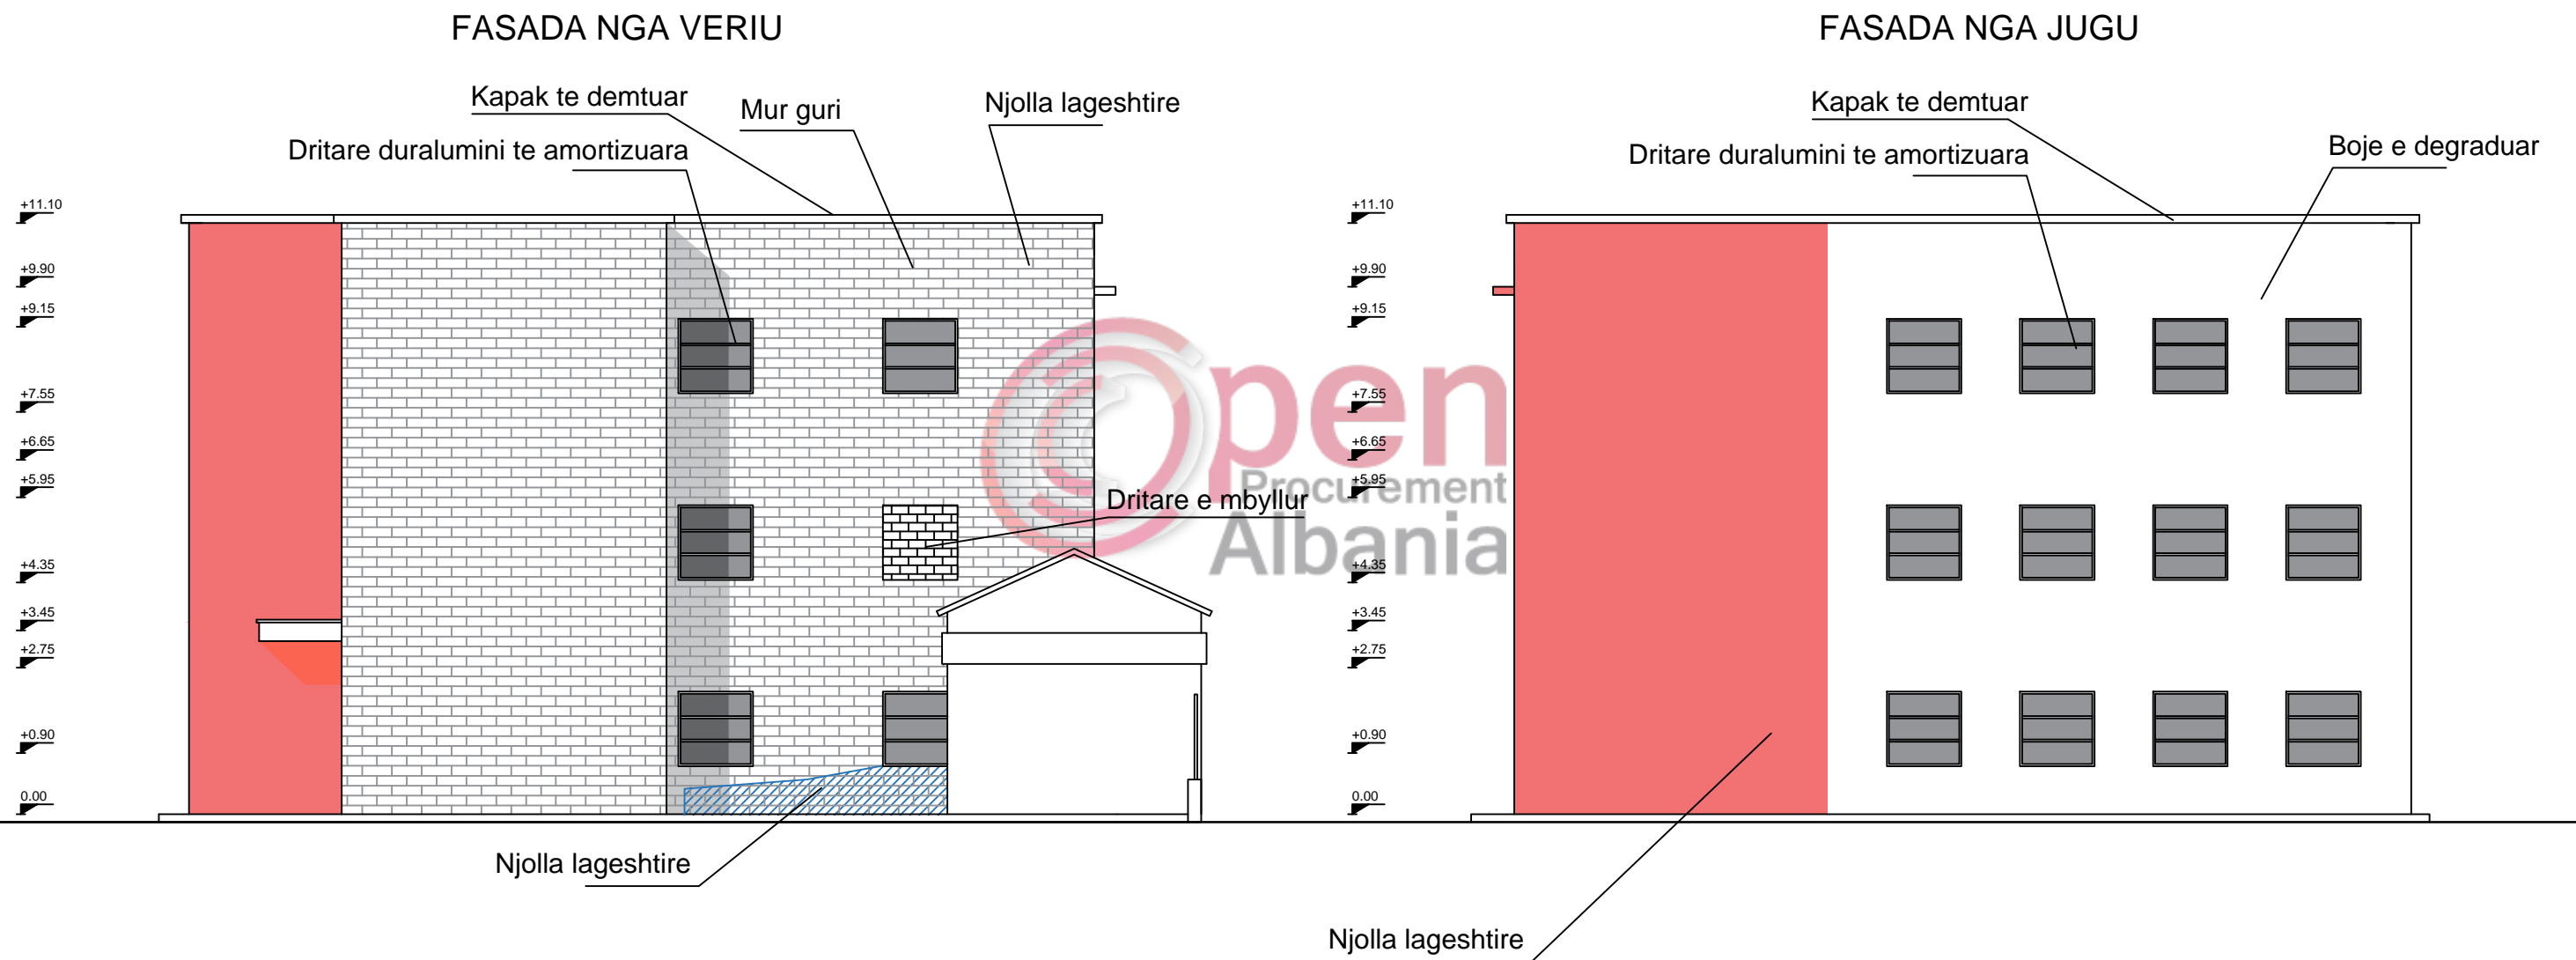 FASADA NGA VERIU
FASADA NGA JUGU
Kapak te demtuar
Mur guri
Njolla lageshtire
Dritare duralumini te amortizuara
Kapak te demtuar
Dritare duralumini te amortizuara
Boje e degraduar
+11.10
+9.90
+9.15
+7.55
+6.65
+5.95
+4.35
+3.45
+2.75
+0.90
0.00
+11.10
+9.90
+9.15
+7.55
+6.65
+5.95
+4.35
+3.45
+2.75
+0.90
0.00
Open
Procurement
Albania
Dritare e mbyllur
Njolla lageshtire
Njolla lageshtire